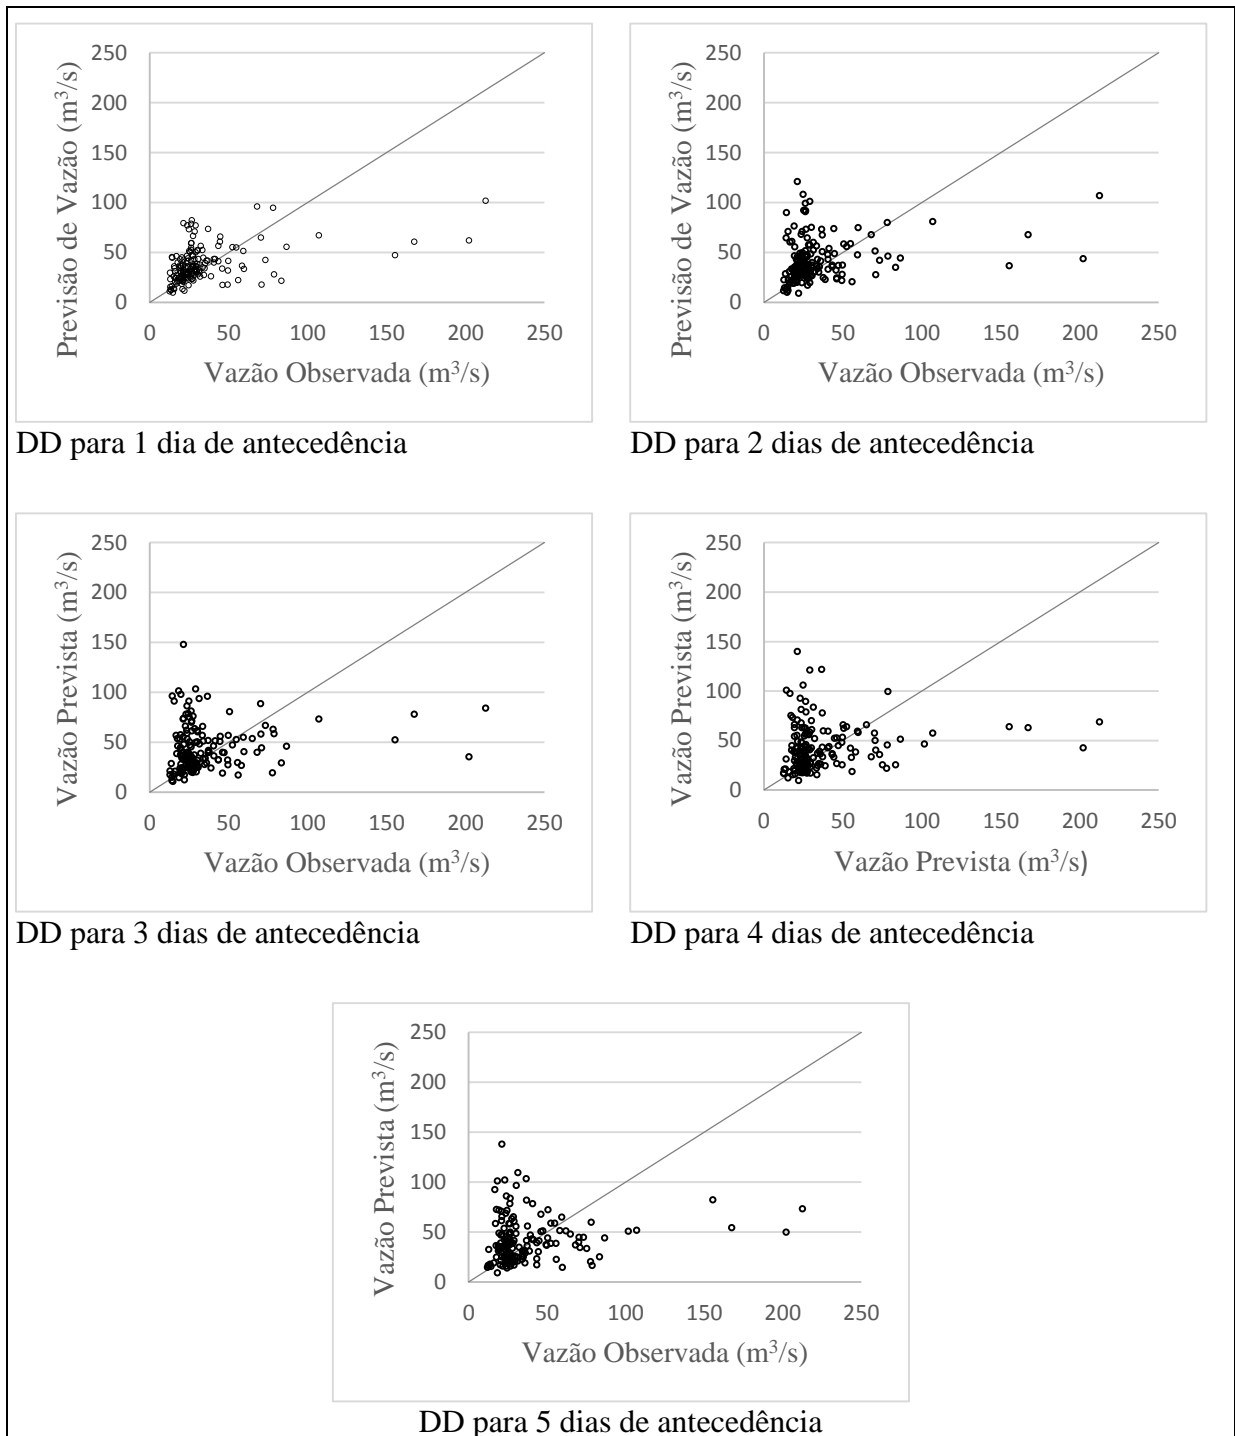 250
200
150
100
50
0
0 50 100 150 200 250
Previsão de Vazão (m³/s)
Vazão Observada (m³/s)
DD para 1 dia de antecedência
250
200
150
100
50
0
0 50 100 150 200 250
Previsão de Vazão (m³/s)
Vazão Observada (m³/s)
DD para 2 dias de antecedência
250
200
150
100
50
0
0 50 100 150 200 250
Vazão Prevista (m³/s)
Vazão Observada (m³/s)
DD para 3 dias de antecedência
250
200
150
100
50
0
0 50 100 150 200 250
Vazão Prevista (m³/s)
Vazão Prevista (m³/s)
DD para 4 dias de antecedência
250
200
150
100
50
0
0 50 100 150 200 250
Vazão Prevista (m³/s)
Vazão Observada (m³/s)
DD para 5 dias de antecedência